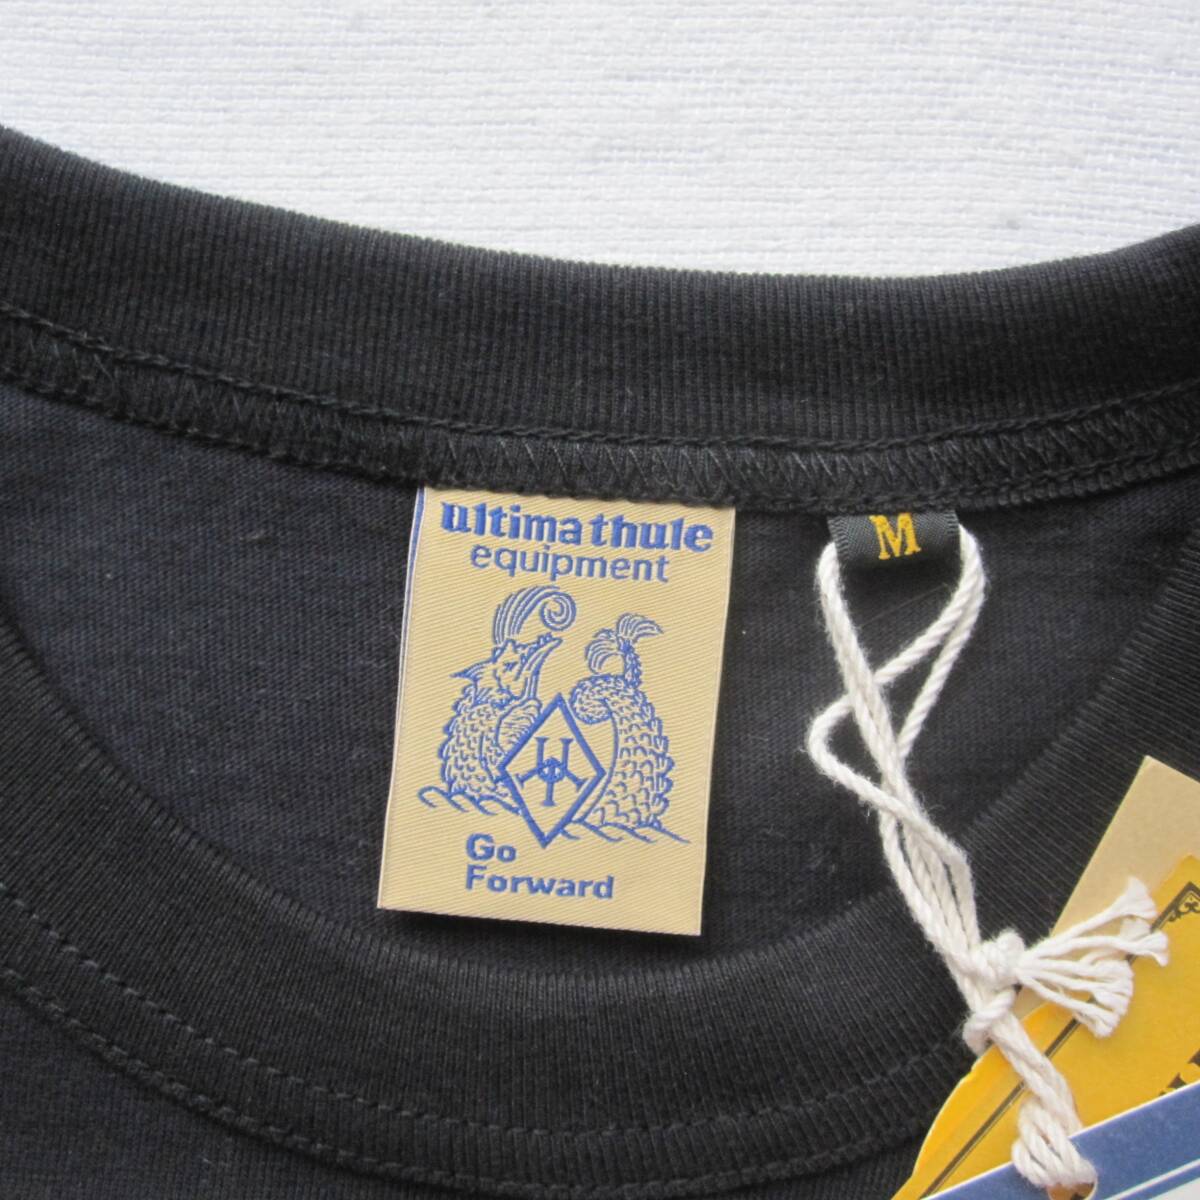 ultima thule
equipment
Go
Forward
M